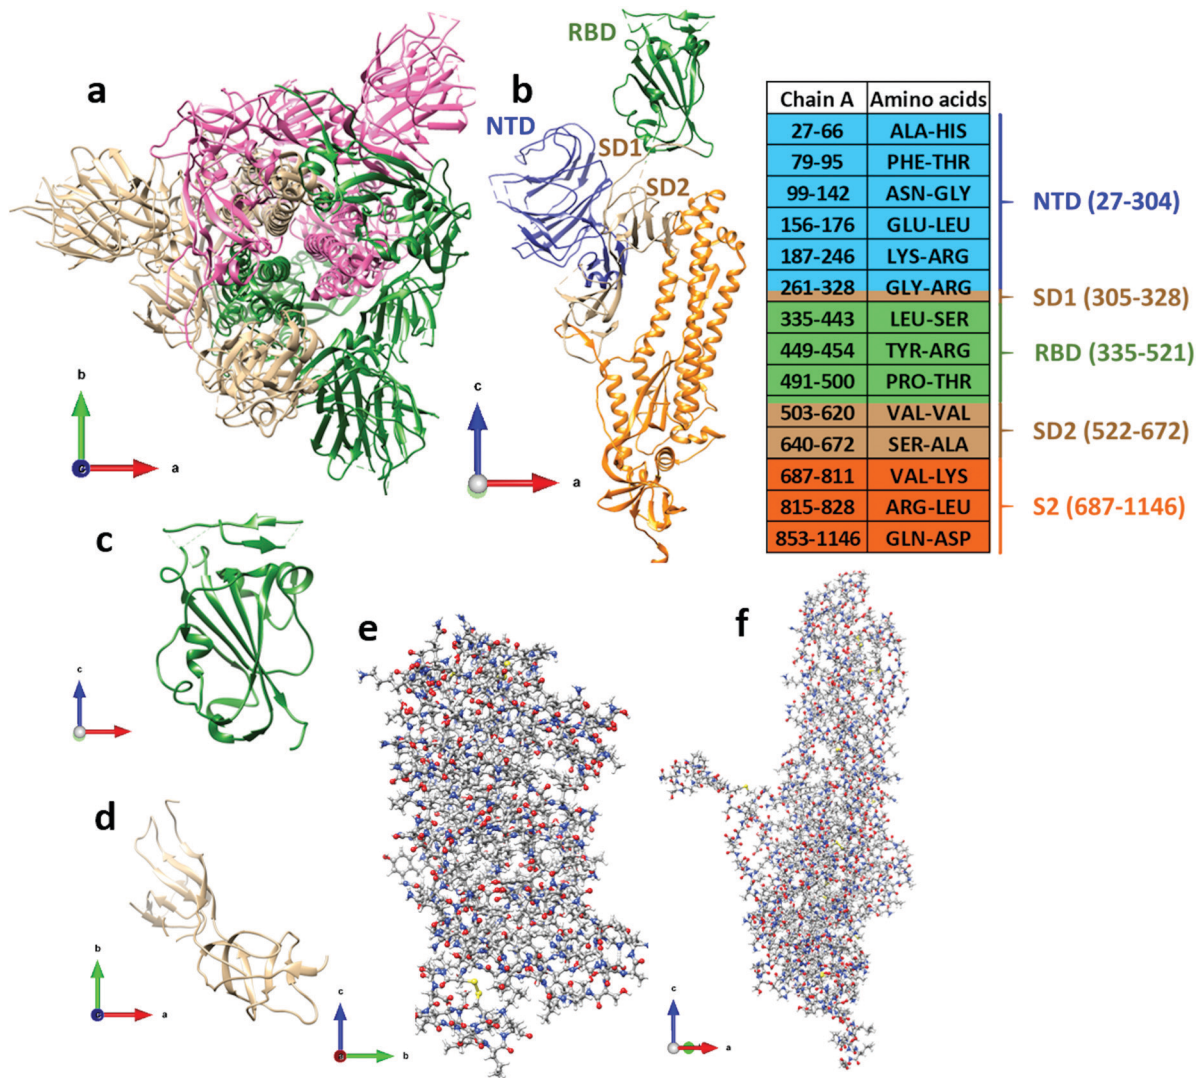 a
b
RBD
NTD
SD1
SD2
b
c
a
c
a
Chain A Amino acids
27-66 ALA-HIS
79-95 PHE-THR
99-142 ASN-GLY
156-176 GLU-LEU
187-246 LYS-ARG
261-328 GLY-ARG
335-443 LEU-SER
449-454 TYR-ARG
491-500 PRO-THR
503-620 VAL-VAL
640-672 SER-ALA
687-811 VAL-LYS
815-828 ARG-LEU
853-1146 GLN-ASP
NTD (27-304)
SD1 (305-328)
RBD (335-521)
SD2 (522-672)
S2 (687-1146)
c
c
d
b
a
e
c
b
f
c
a